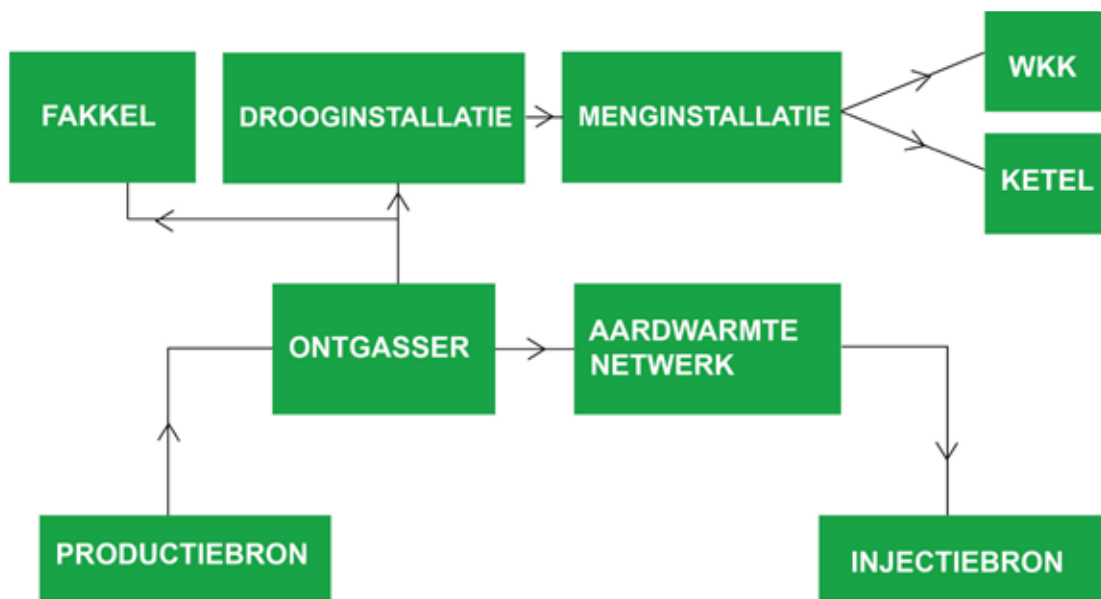 FAKKEL
DROOGINSTALLATIE
MENGINSTALLATIE
WKK
KETEL
ONTGASSER
AARDWARMTE
NETWERK
PRODUCTIEBRON
INJECTIEBRON